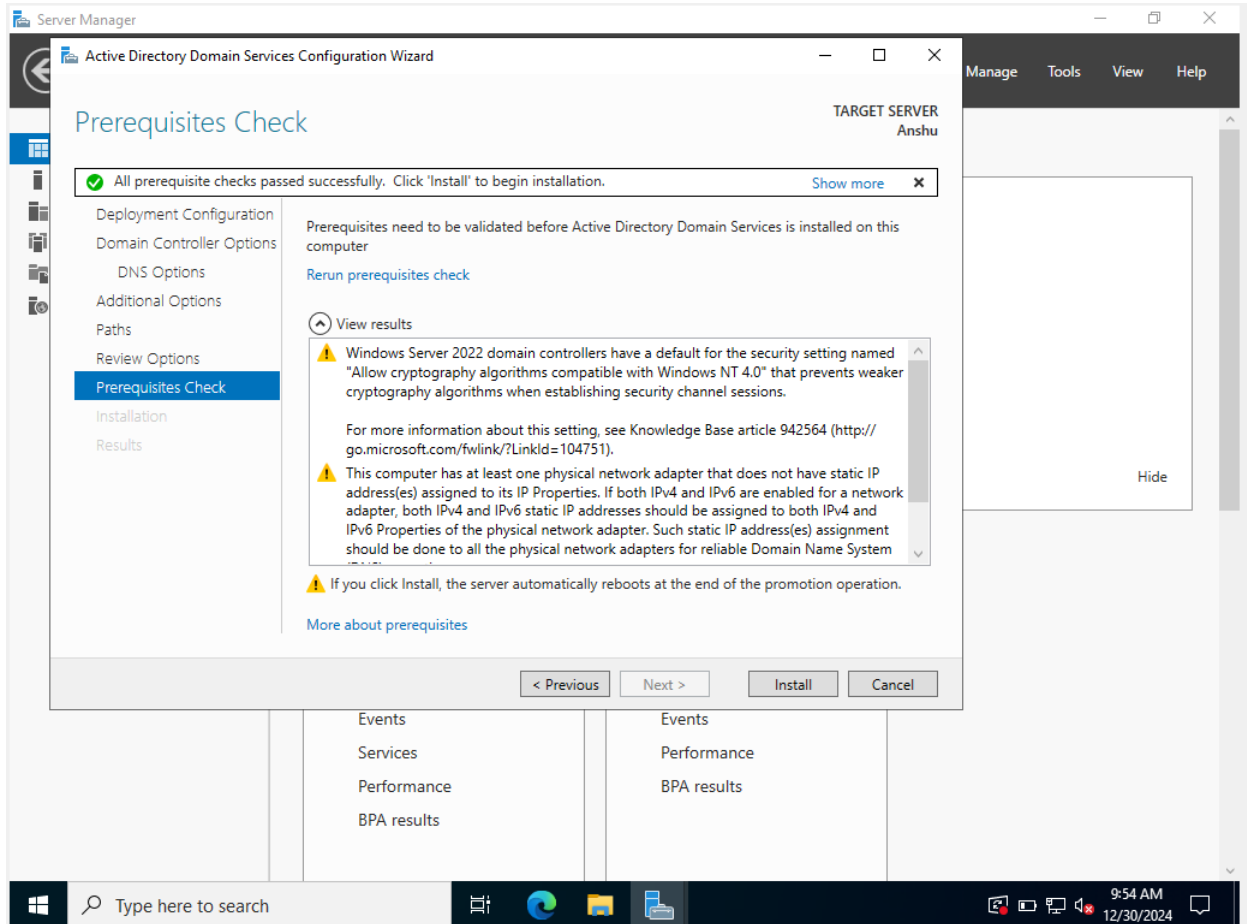 Server Manager
Active Directory Domain Services Configuration Wizard
Manage Tools View Help
Prerequisites Check
TARGET SERVER
Anshu
All prerequisite checks passed successfully. Click 'Install' to begin installation.
Show more
Deployment Configuration
Domain Controller Options
DNS Options
Additional Options
Paths
Review Options
Prerequisites Check
Installation
Results
Prerequisites need to be validated before Active Directory Domain Services is installed on this
computer
Rerun prerequisites check
View results
Windows Server 2022 domain controllers have a default for the security setting named
"Allow cryptography algorithms compatible with Windows NT 4.0" that prevents weaker
cryptography algorithms when establishing security channel sessions.
For more information about this setting, see Knowledge Base article 942564 (http://
go.microsoft.com/fwlink/?LinkId=104751).
This computer has at least one physical network adapter that does not have static IP
address(es) assigned to its IP Properties. If both IPv4 and IPv6 are enabled for a network
adapter, both IPv4 and IPv6 static IP addresses should be assigned to both IPv4 and
IPv6 Properties of the physical network adapter. Such static IP address(es) assignment
should be done to all the physical network adapters for reliable Domain Name System
If you click Install, the server automatically reboots at the end of the promotion operation.
More about prerequisites
< Previous
Next >
Install
Cancel
Hide
Events
Services
Performance
BPA results
Events
Performance
BPA results
Type here to search
9:54 AM
12/30/2024